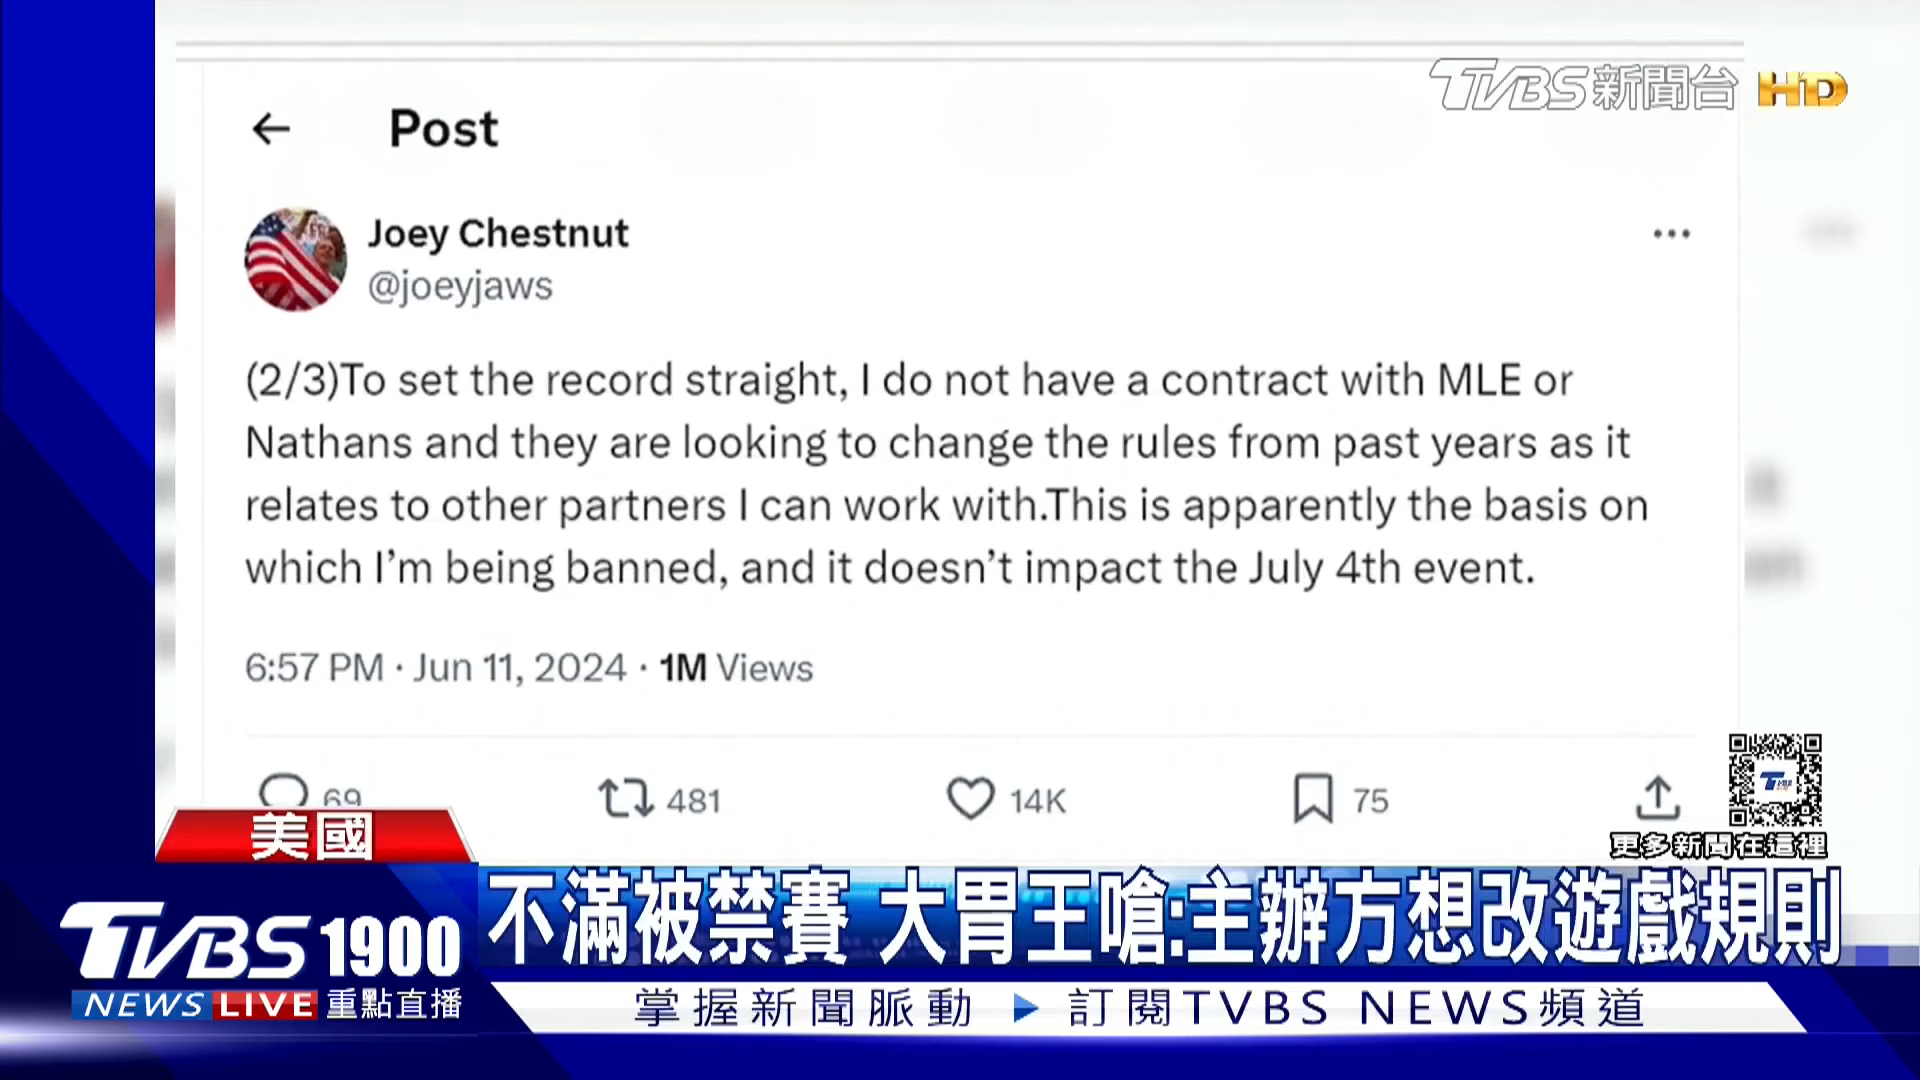 TVBS新聞台 HD
Post
Joey Chestnut
@joeyjaws
(2/3)To set the record straight, I do not have a contract with MLE or
Nathans and they are looking to change the rules from past years as it
relates to other partners I can work with.This is apparently the basis on
which I’m being banned, and it doesn’t impact the July 4th event.
6:57 PM · Jun 11, 2024 · 1M Views
69 481 14K 75
更多新聞在這裡
美國
不滿被禁賽 大胃王嗆:主辦方想改遊戲規則
TVBS 1900
NEWS LIVE 重點直播
掌握新聞脈動 ▶ 訂閱TVBS NEWS頻道